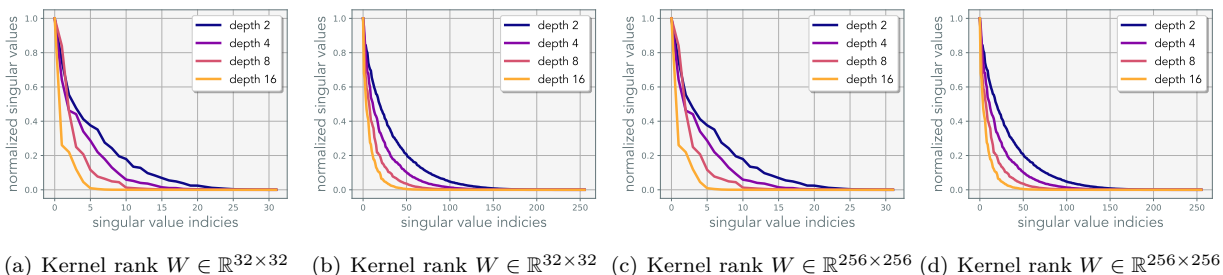 1.0
0.8
0.6
0.4
0.2
0.0
0 5 10 15 20 25 30
normalized singular values
singular value indicies
depth 2
depth 4
depth 8
depth 16
1.0
0.8
0.6
0.4
0.2
0.0
0 50 100 150 200 250
normalized singular values
singular value indicies
depth 2
depth 4
depth 8
depth 16
1.0
0.8
0.6
0.4
0.2
0.0
0 5 10 15 20 25 30
normalized singular values
singular value indicies
depth 2
depth 4
depth 8
depth 16
1.0
0.8
0.6
0.4
0.2
0.0
0 50 100 150 200 250
normalized singular values
singular value indicies
depth 2
depth 4
depth 8
depth 16
(a) Kernel rank W ∈ ℝ^{32×32} (b) Kernel rank W ∈ ℝ^{32×32} (c) Kernel rank W ∈ ℝ^{256×256} (d) Kernel rank W ∈ ℝ^{256×256}